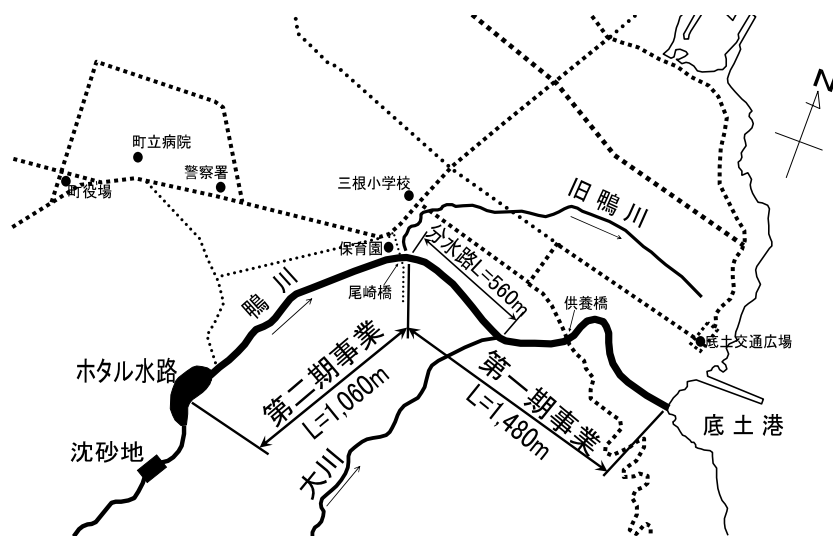 N
町立病院
警察署
町役場
三根小学校
旧鴨川
保育園
分水路L=560m
尾崎橋
鴨川
供養橋
底土交通広場
ホタル水路
第二期事業
L=1,060m
第一期事業
L=1,480m
底土港
沈砂地
大川